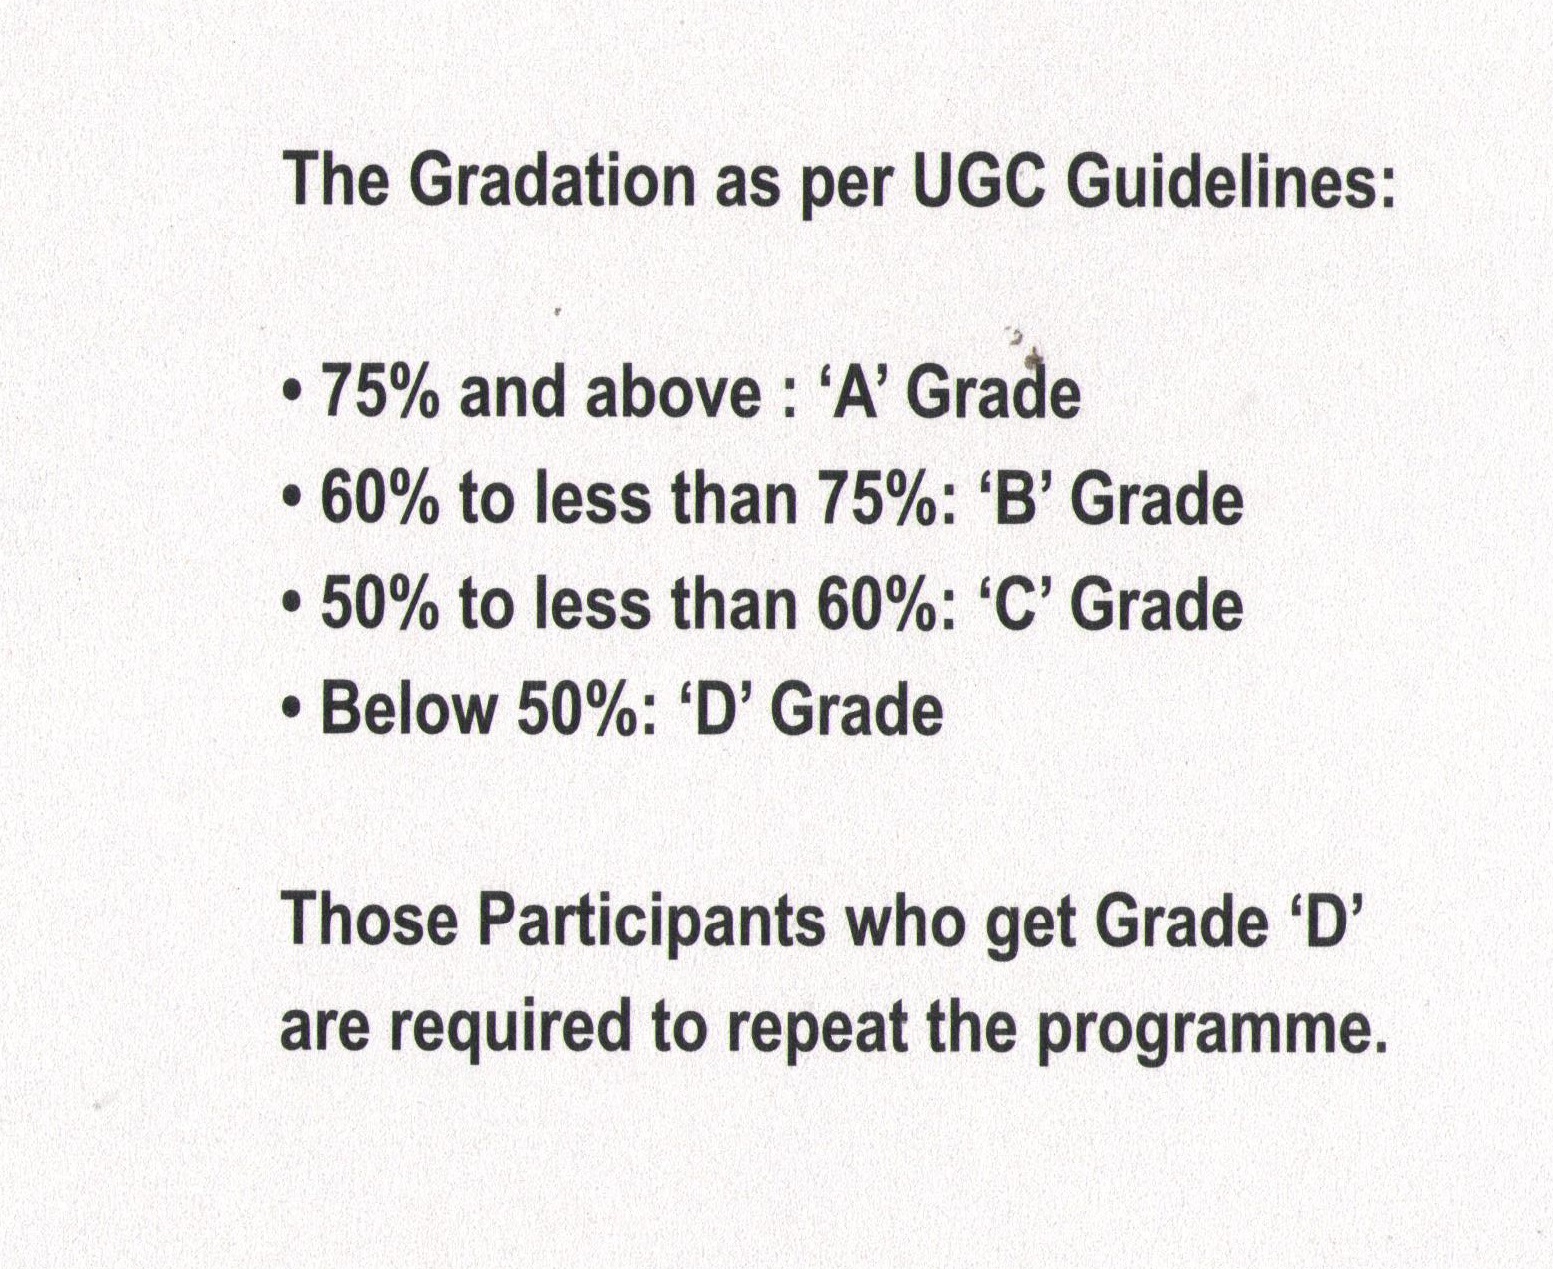 The Gradation as per UGC Guidelines:
• 75% and above : ‘A’ Grade
• 60% to less than 75%: ‘B’ Grade
• 50% to less than 60%: ‘C’ Grade
• Below 50%: ‘D’ Grade
Those Participants who get Grade ‘D’
are required to repeat the programme.